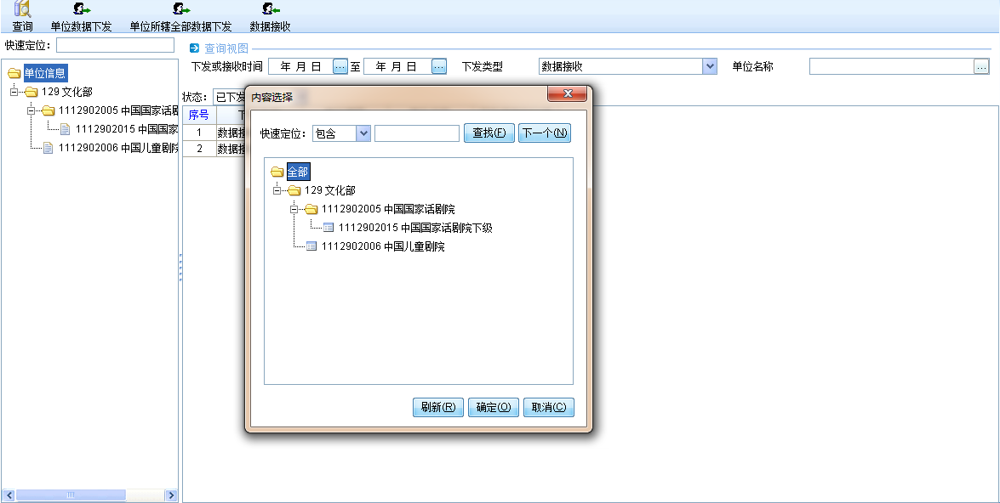 查询 单位数据下发 单位所辖全部数据下发 数据接收
快速定位：
查询视图
下发或接收时间 年 月 日 ... 至 年 月 日 ... 下发类型 数据接收 单位名称 ...
单位信息
129 文化部
1112902005 中国国家话剧
1112902015 中国国家
1112902006 中国儿童剧
状态： 已下发
序号 下
1 数据接
2 数据接
内容选择
快速定位： 包含 查找(F) 下一个(N)
全部
129 文化部
1112902005 中国国家话剧院
1112902015 中国国家话剧院下级
1112902006 中国儿童剧院
刷新(R) 确定(O) 取消(C)